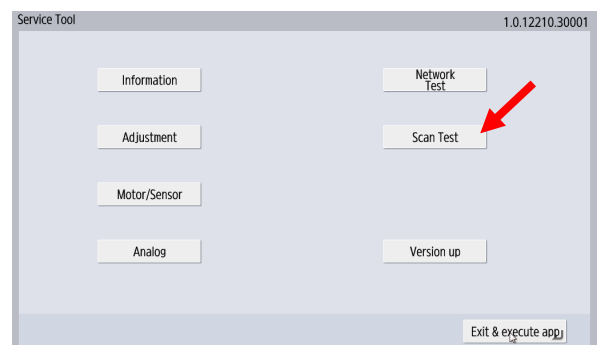 Service Tool
1.0.12210.30001
Information
Network
Test
Adjustment
Scan Test
Motor/Sensor
Analog
Version up
Exit & execute app